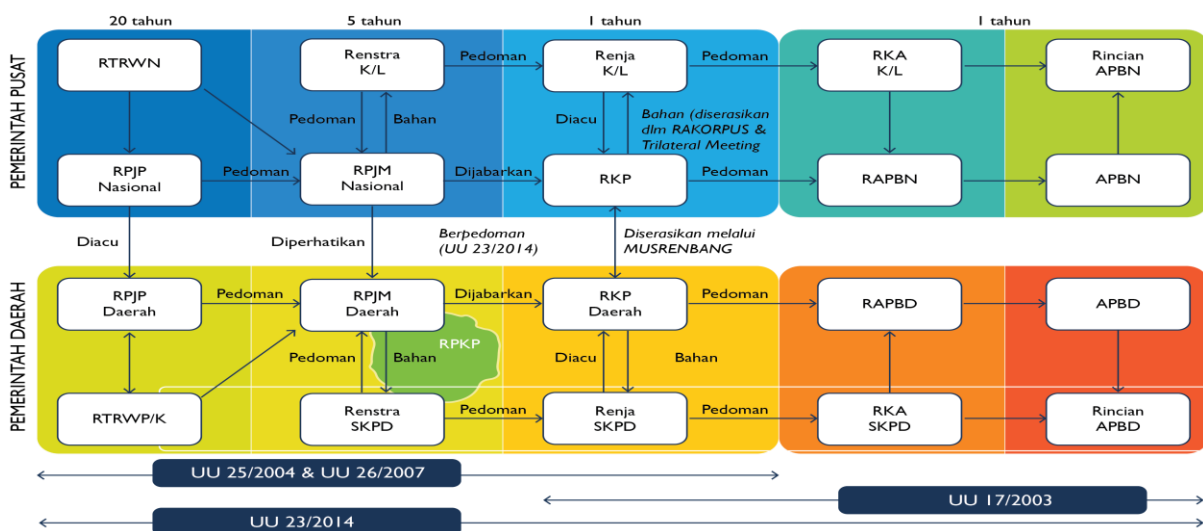 20 tahun
5 tahun
1 tahun
1 tahun
PEMERINTAH PUSAT
RTRWN
Renstra
K/L
Pedoman
Renja
K/L
Pedoman
RKA
K/L
Rincian
APBN
Pedoman
Bahan
Diacu
Bahan (diserasikan
dlm RAKORPUS &
Trilateral Meeting
RPJP
Nasional
Pedoman
RPJM
Nasional
Dijabarkan
RKP
Pedoman
RAPBN
APBN
Diacu
Diperhatikan
Berpedoman
(UU 23/2014)
Diserasikan melalui
MUSRENBANG
PEMERINTAH DAERAH
RPJP
Daerah
Pedoman
RPJM
Daerah
Dijabarkan
RKP
Daerah
Pedoman
RAPBD
APBD
RPKP
Pedoman
Bahan
Diacu
Bahan
RTRWP/K
Renstra
SKPD
Pedoman
Renja
SKPD
Pedoman
RKA
SKPD
Rincian
APBD
UU 25/2004 & UU 26/2007
UU 17/2003
UU 23/2014